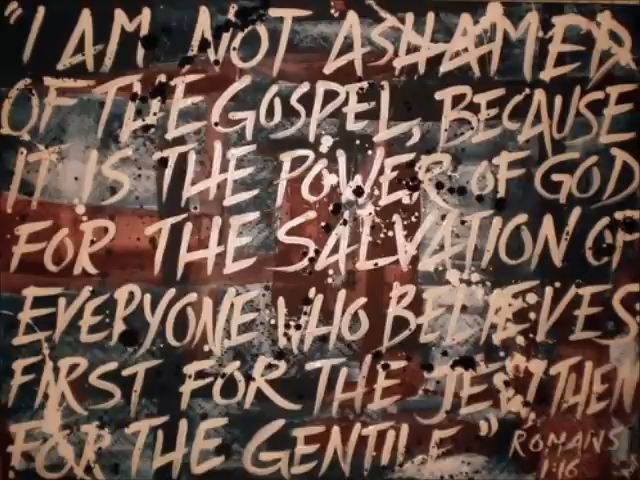 "I AM NOT ASHAMED
OF THE GOSPEL, BECAUSE
IT IS THE POWER OF GOD
FOR THE SALVATION OF
EVERYONE WHO BELIEVES
FIRST FOR THE JEW, THEN
FOR THE GENTILE"
ROMANS
1:16